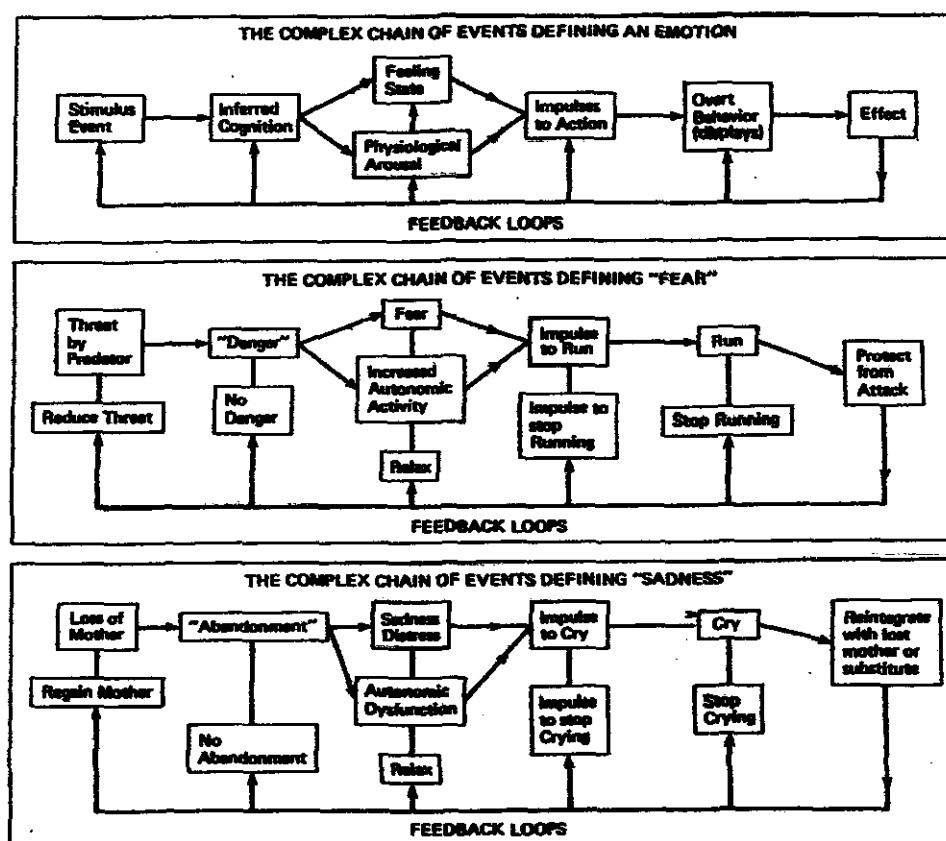 THE COMPLEX CHAIN OF EVENTS DEFINING AN EMOTION
Stimulus
Event
Inferred
Cognition
Feeling
State
Physiological
Arousal
Impulses
to Action
Overt
Behavior
(displays)
Effect
FEEDBACK LOOPS
THE COMPLEX CHAIN OF EVENTS DEFINING "FEAR"
Threat
by
Predator
Reduce Threat
"Danger"
No
Danger
Fear
Increased
Autonomic
Activity
Relax
Impulse
to Run
Impulse to
stop
Running
Run
Stop Running
Protect
from
Attack
FEEDBACK LOOPS
THE COMPLEX CHAIN OF EVENTS DEFINING "SADNESS"
Loss of
Mother
Regain Mother
"Abandonment"
No
Abandonment
Sadness
Distress
Autonomic
Dysfunction
Relax
Impulse
to Cry
Impulse
to stop
Crying
Cry
Stop
Crying
Reintegrate
with lost
mother or
substitute
FEEDBACK LOOPS